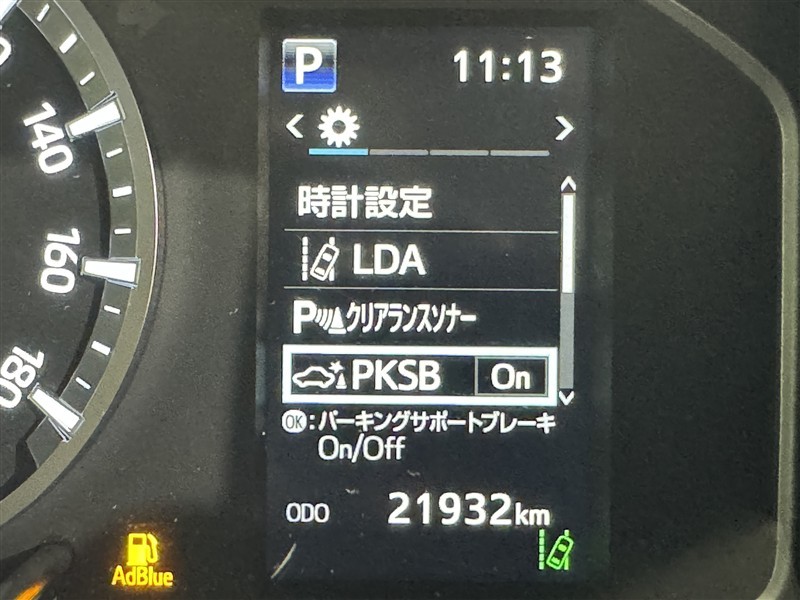 P 11:13
時計設定
LDA
Pクリアランスソナー
PKSB On
OK:パーキングサポートブレーキ
On/Off
ODO 21932km
140
160
180
AdBlue